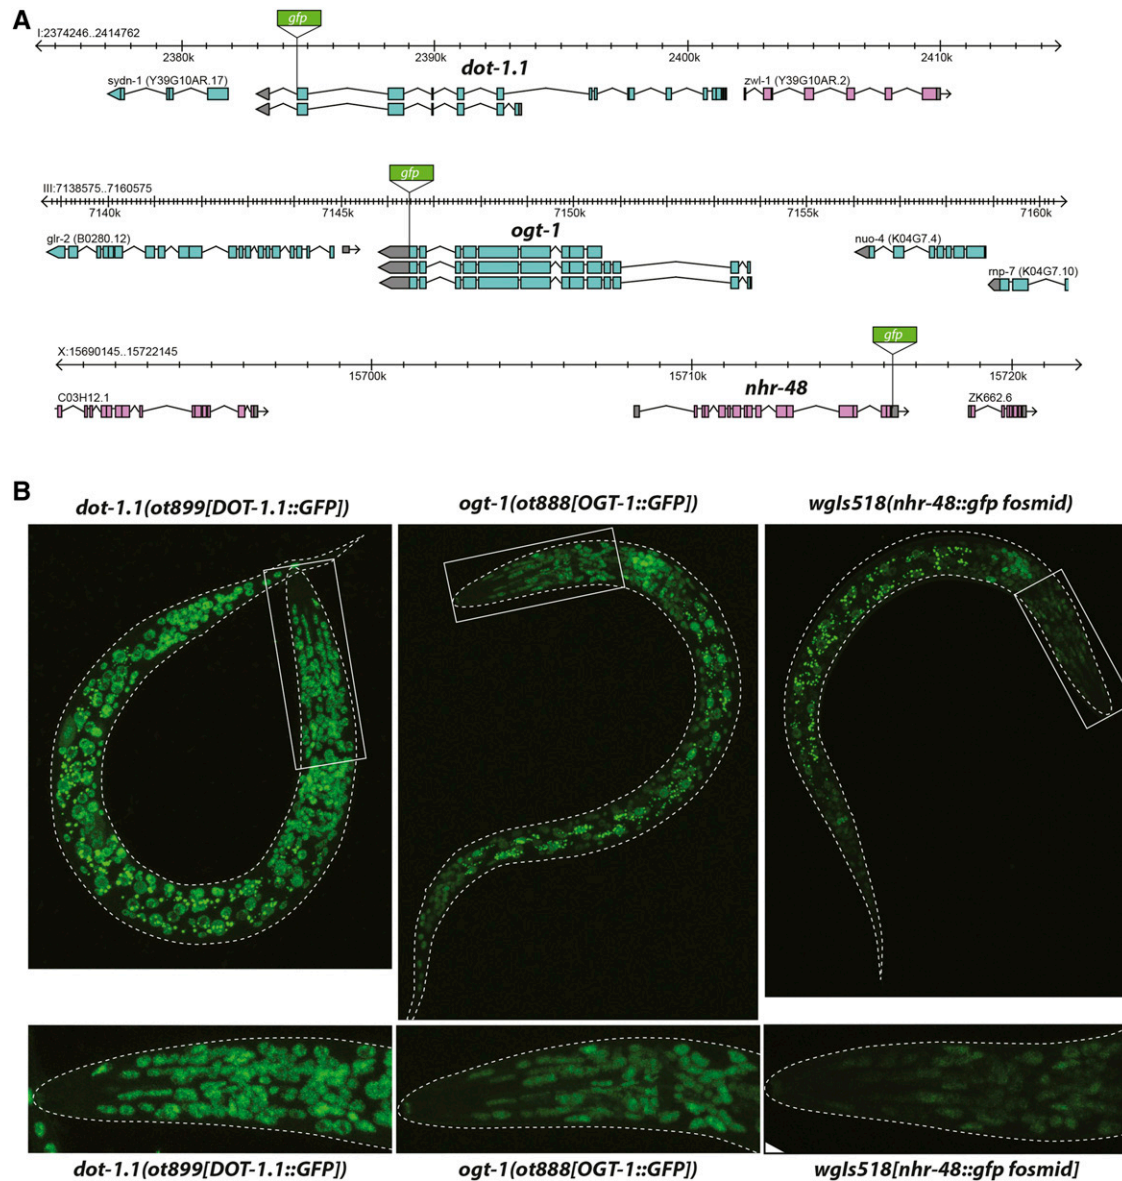 A
gfp
I:2374246..2414762
2380k 2390k 2400k 2410k
sydn-1 (Y39G10AR.17)
dot-1.1
zwl-1 (Y39G10AR.2)
gfp
III:7138575..7160575
7140k 7145k 7150k 7155k 7160k
glr-2 (B0280.12)
ogt-1
nuo-4 (K04G7.4)
rnp-7 (K04G7.10)
gfp
X:15690145..15722145
15700k 15710k 15720k
C03H12.1
nhr-48
ZK662.6
B
dot-1.1(ot899[DOT-1.1::GFP])
ogt-1(ot888[OGT-1::GFP])
wgIs518(nhr-48::gfp fosmid)
dot-1.1(ot899[DOT-1.1::GFP])
ogt-1(ot888[OGT-1::GFP])
wgIs518[nhr-48::gfp fosmid]